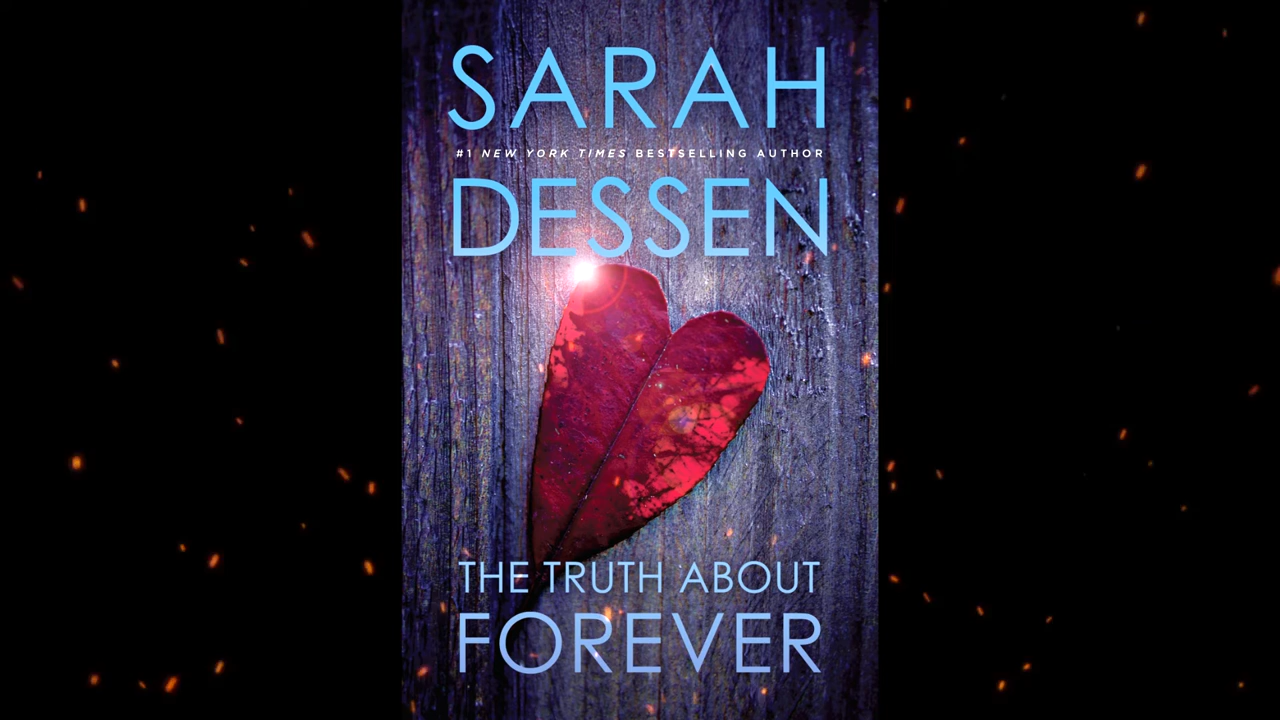 SARAH
#1 NEW YORK TIMES BESTSELLING AUTHOR
DESSEN
THE TRUTH ABOUT
FOREVER